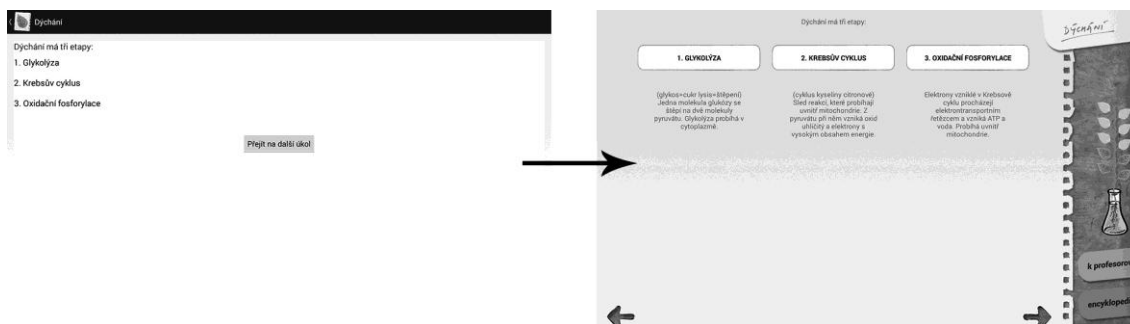 Dýchání
Dýchání má tři etapy:
1. Glykolýza
2. Krebsův cyklus
3. Oxidační fosforylace
Přejít na další úkol
Dýchání má tři etapy:
DÝCHÁNÍ
1. GLYKOLÝZA
2. KREBSŮV CYKLUS
3. OXIDAČNÍ FOSFORYLACE
(glykos=cukr lysis=štěpení)
Jedna molekula glukózy se
štěpí na dvě molekuly
pyruvátu. Glykolýza probíhá v
cytoplazmě.
(cyklus kyseliny citronové)
Sled reakcí, které probíhají
uvnitř mitochondrie. Z
pyruvátu při něm vzniká oxid
uhličitý a elektrony s
vysokým obsahem energie.
Elektrony vzniklé v Krebsově
cyklu procházejí
elektrontransportním
řetězcem a vzniká ATP a
voda. Probíhá uvnitř
mitochondrie.
k profesorov
encykloped